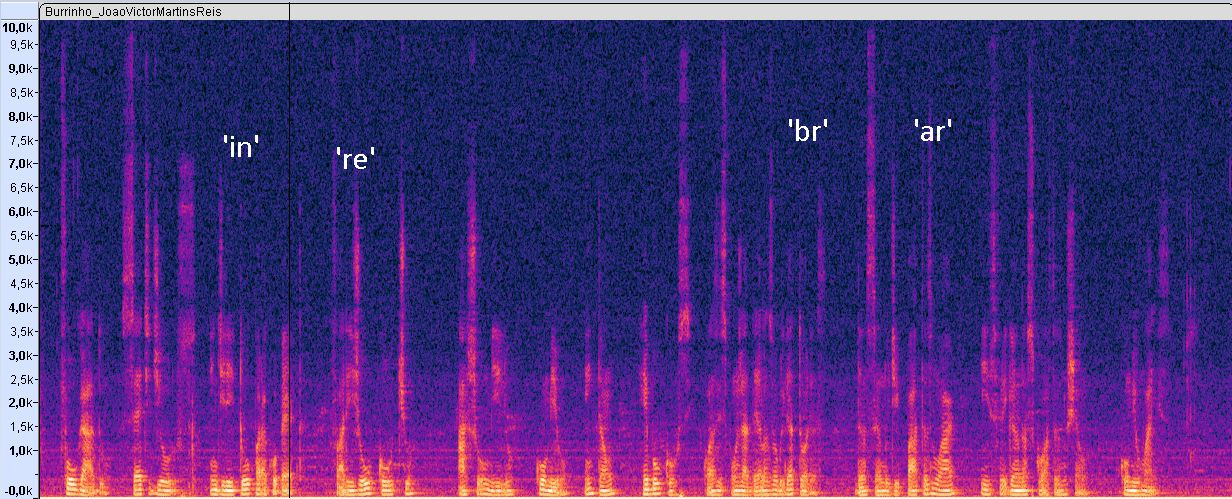 Burrinho_JoaoVictorMartinsReis
10,0k
9,5k
9,0k
8,5k
8,0k
7,5k
7,0k
6,5k
6,0k
5,5k
5,0k
4,5k
4,0k
3,5k
3,0k
2,5k
2,0k
1,5k
1,0k
-0,0k
'in'
're'
'br'
'ar'